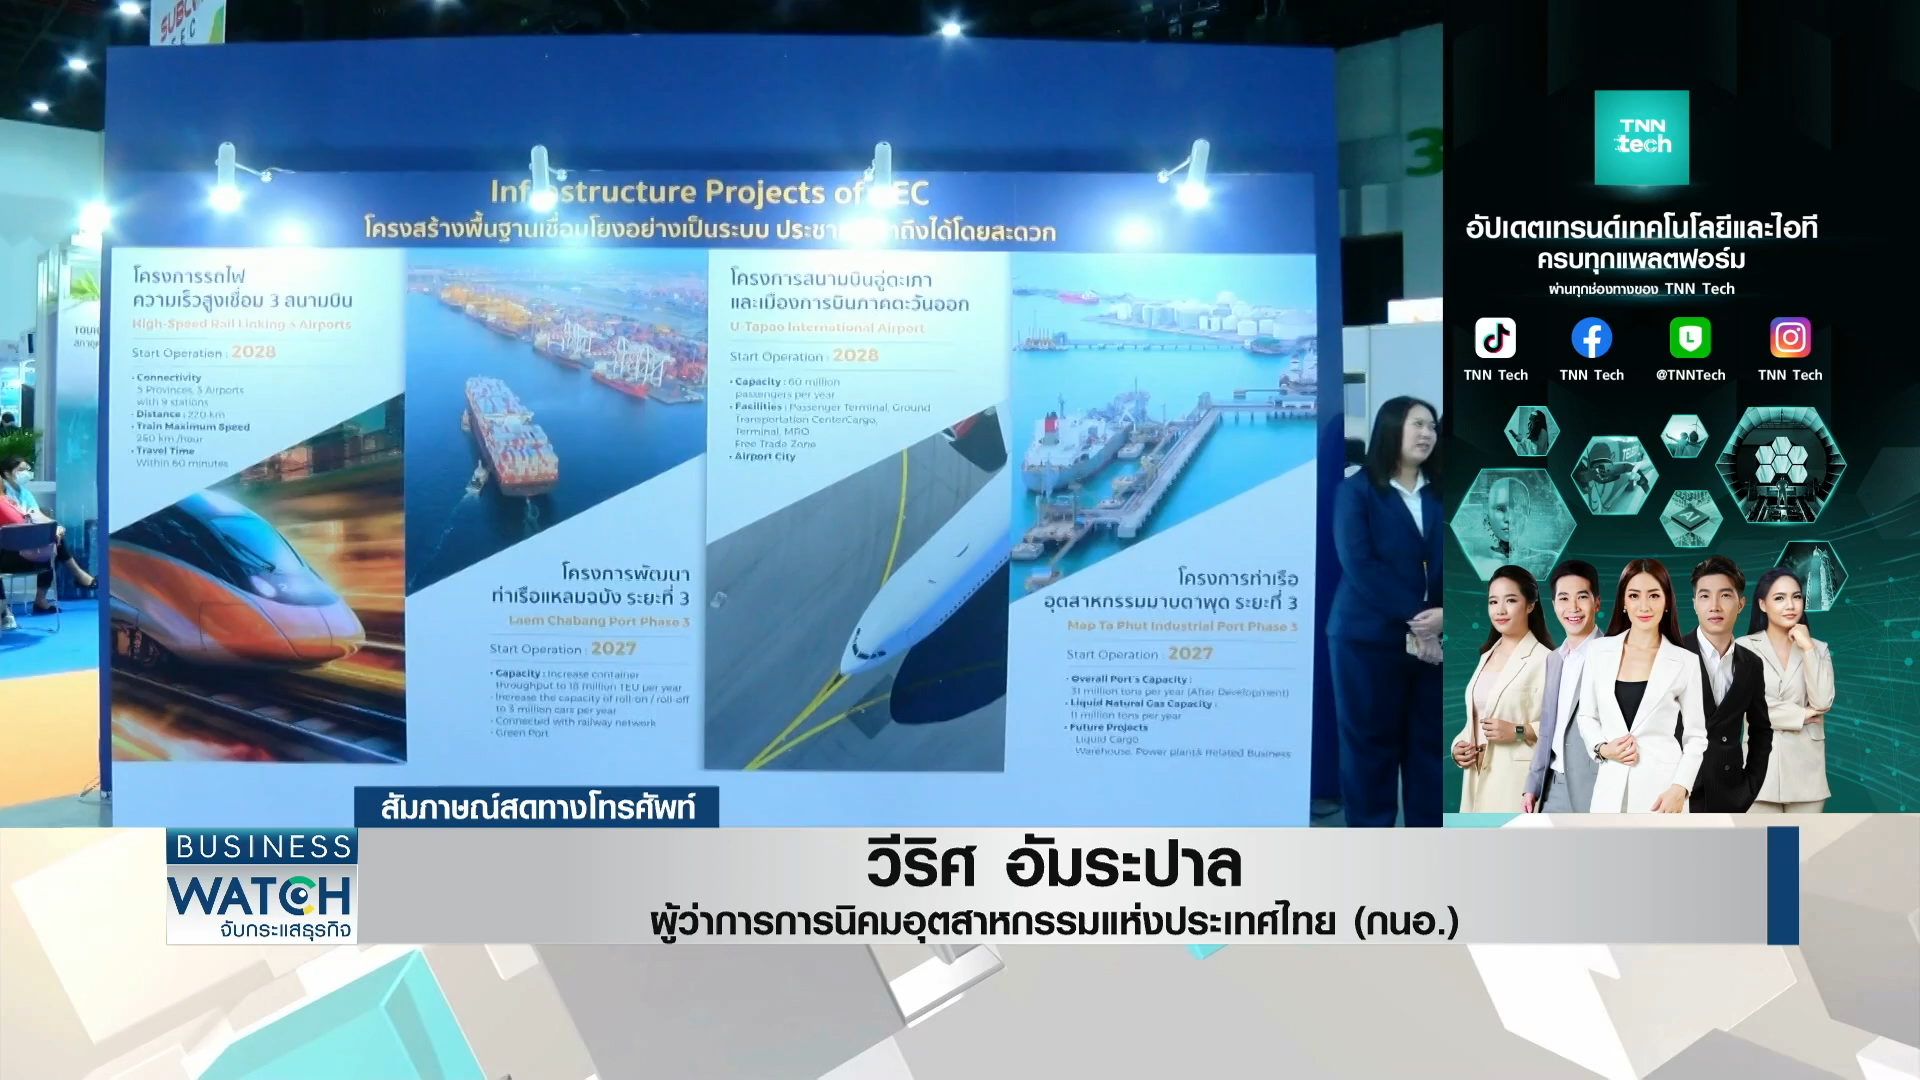 SUBCON
EEC
3
Infrastructure Projects of EEC
โครงสร้างพื้นฐานเชื่อมโยงอย่างเป็นระบบ ถึงได้โดยสะดวก
โครงการรถไฟ
ความเร็วสูงเชื่อม 3 สนามบิน
High-Speed Rail Linking 3 Airports
Start Operation : 2028
• Connectivity
5 Provinces, 3 Airports
with 9 stations
• Distance : 220 km
• Train Maximum Speed
250 km /hour
• Travel Time
Within 60 minutes
โครงการพัฒนา
ท่าเรือแหลมฉบัง ระยะที่ 3
Laem Chabang Port Phase 3
Start Operation : 2027
• Capacity : Increase container
throughput to 18 million TEU per year
- Increase the capacity of roll-on / roll-off
to 3 million cars per year
- Connected with railway network
- Green Port
โครงการสนามบินอู่ตะเภา
และเมืองการบินภาคตะวันออก
U-Tapao International Airport
Start Operation : 2028
• Capacity : 60 million
passengers per year
• Facilities : Passenger Terminal, Ground
Transportation CenterCargo,
Terminal, MRO
Free Trade Zone
• Airport City
โครงการท่าเรือ
อุตสาหกรรมมาบตาพุด ระยะที่ 3
Map Ta Phut Industrial Port Phase 3
Start Operation : 2027
• Overall Port's Capacity :
31 million tons per year (After Development)
• Liquid Natural Gas Capacity :
11 million tons per year
• Future Projects
- Liquid Cargo
Warehouse, Power plant& Related Business
TNN
tech
อัปเดตเทรนด์เทคโนโลยีและไอที
ครบทุกแพลตฟอร์ม
ผ่านทุกช่องทางของ TNN Tech
TNN Tech TNN Tech @TNNTech TNN Tech
AI
สัมภาษณ์สดทางโทรศัพท์
BUSINESS
WATCH
จับกระแสธุรกิจ
วีริศ อัมระปาล
ผู้ว่าการการนิคมอุตสาหกรรมแห่งประเทศไทย (กนอ.)